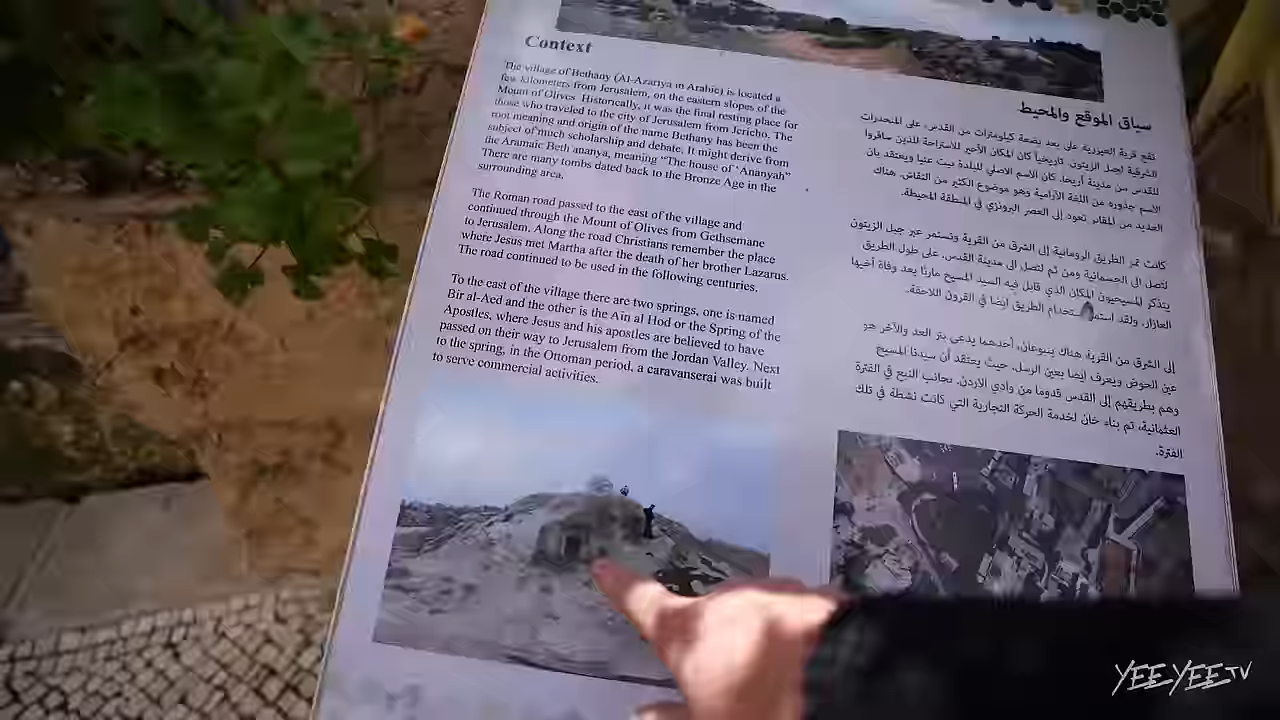 Context
The village of Bethany (Al-Azariya in Arabic) is located a
few kilometers from Jerusalem, on the eastern slopes of the
Mount of Olives Historically, it was the final resting place for
those who traveled to the city of Jerusalem from Jericho. The
root meaning and origin of the name Bethany has been the
subject of much scholarship and debate. It might derive from
the Aramaic Beth ananya, meaning "The house of 'Ananyah"
There are many tombs dated back to the Bronze Age in the
surrounding area.
The Roman road passed to the east of the village and
continued through the Mount of Olives from Gethsemane
to Jerusalem. Along the road Christians remember the place
where Jesus met Martha after the death of her brother Lazarus.
The road continued to be used in the following centuries.
To the east of the village there are two springs, one is named
Bir al-Aed and the other is the Ain al Hod or the Spring of the
Apostles, where Jesus and his apostles are believed to have
passed on their way to Jerusalem from the Jordan Valley. Next
to the spring, in the Ottoman period, a caravanserai was built
to serve commercial activities.
سياق الموقع والمحيط
تقع قرية العيزرية على بعد بضعة كيلومترات من القدس، على المنحدرات
الشرقية لجبل الزيتون. تاريخياً كان المكان الأخير للاستراحة للذين سافروا
للقدس من مدينة أريحا. كان الاسم الاصلي للبلدة بيت عنيا ويعتقد بان
الاسم جذوره من اللغة الآرامية وهو موضوع الكثير من النقاش. هناك
العديد من المقابر تعود إلى العصر البرونزي في المنطقة المحيطة.
كانت تمر الطريق الرومانية إلى الشرق من القرية وتستمر عبر جبل الزيتون
لتصل الى الجسمانية ومن ثم لتصل الى مدينة القدس. على طول الطريق
يتذكر المسيحيون المكان الذي قابل فيه السيد المسيح مارثا بعد وفاة أخيها
العازار. ولقد استمر استخدام الطريق ايضا في القرون اللاحقة.
إلى الشرق من القرية هناك ينبوعان، أحدهما يدعى بئر العد والآخر هو
عين الحوض ويعرف ايضا بعين الرسل، حيث يعتقد أن سيدنا المسيح
وهم بطريقهم إلى القدس قدوما من وادي الاردن. بجانب النبع في الفترة
العثمانية، تم بناء خان لخدمة الحركة التجارية التي كانت نشطة في تلك
الفترة.
YEEYEE TV